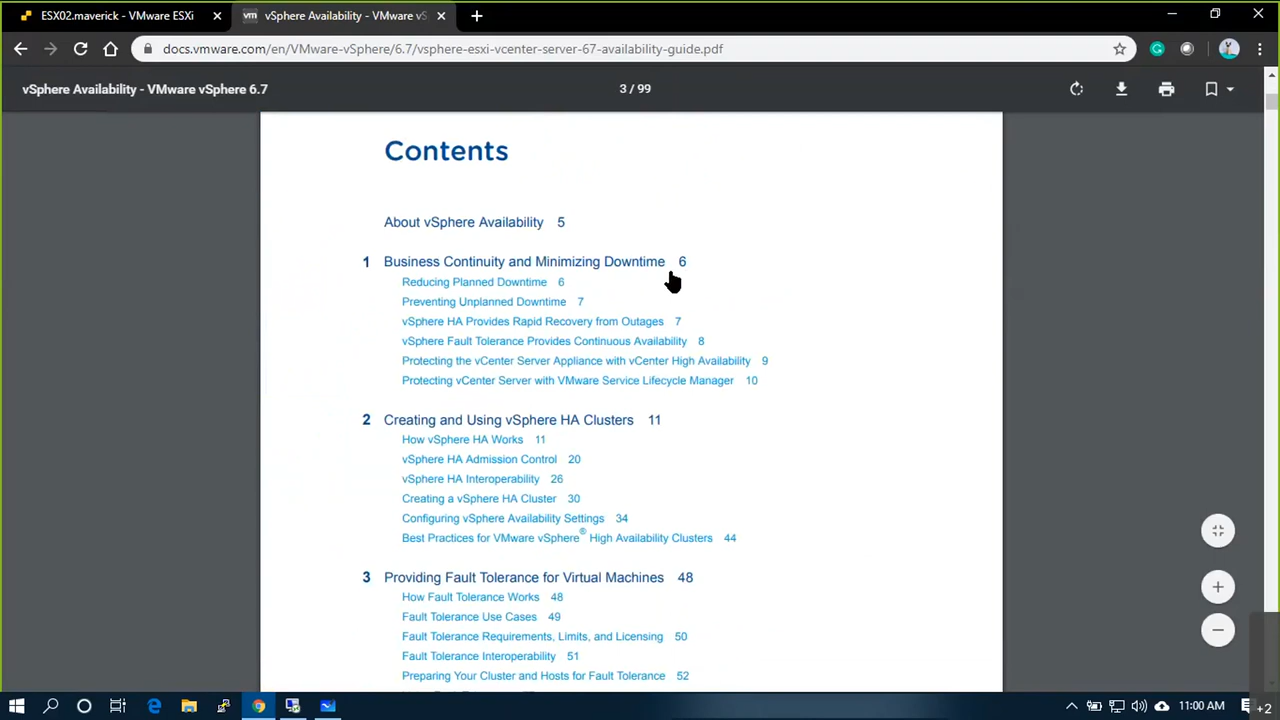 ESX02.maverick - VMware ESXi
vm vSphere Availability - VMware vS
docs.vmware.com/en/VMware-vSphere/6.7/vsphere-esxi-vcenter-server-67-availability-guide.pdf
vSphere Availability - VMware vSphere 6.7
3 / 99
Contents
About vSphere Availability 5
1 Business Continuity and Minimizing Downtime 6
Reducing Planned Downtime 6
Preventing Unplanned Downtime 7
vSphere HA Provides Rapid Recovery from Outages 7
vSphere Fault Tolerance Provides Continuous Availability 8
Protecting the vCenter Server Appliance with vCenter High Availability 9
Protecting vCenter Server with VMware Service Lifecycle Manager 10
2 Creating and Using vSphere HA Clusters 11
How vSphere HA Works 11
vSphere HA Admission Control 20
vSphere HA Interoperability 26
Creating a vSphere HA Cluster 30
Configuring vSphere Availability Settings 34
Best Practices for VMware vSphere® High Availability Clusters 44
3 Providing Fault Tolerance for Virtual Machines 48
How Fault Tolerance Works 48
Fault Tolerance Use Cases 49
Fault Tolerance Requirements, Limits, and Licensing 50
Fault Tolerance Interoperability 51
Preparing Your Cluster and Hosts for Fault Tolerance 52
11:00 AM
+2